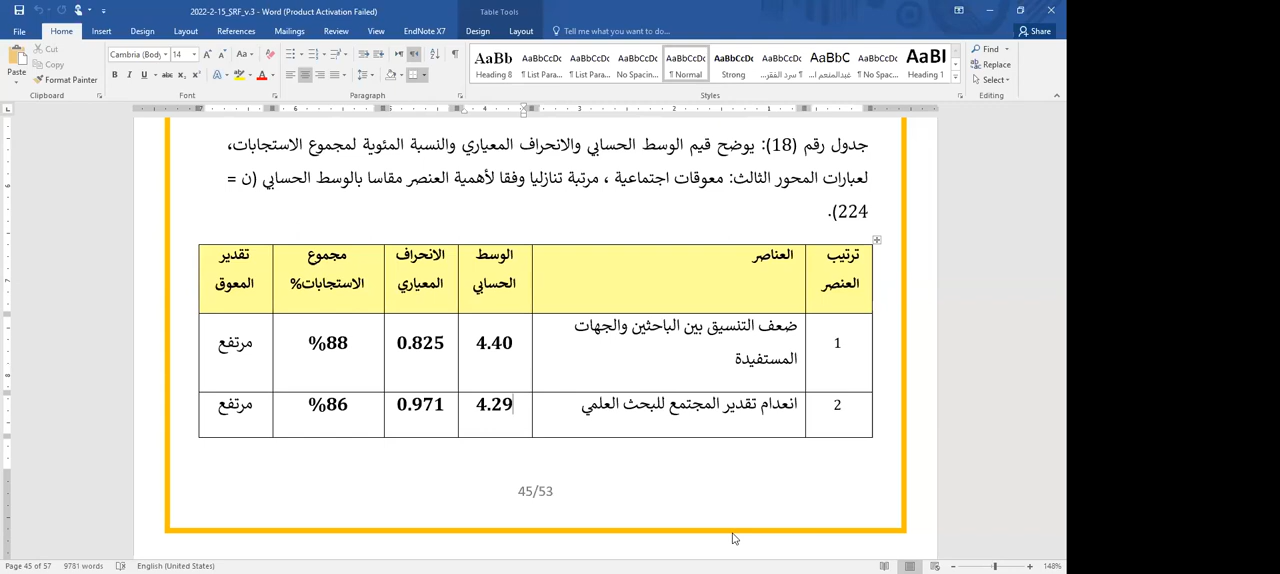 2022-2-15_SRF_v.3 - Word (Product Activation Failed)
Table Tools
File Home Insert Design Layout References Mailings Review View EndNote X7 Design Layout Tell me what you want to do... Share
Paste
Cut
Copy
Format Painter
Clipboard
Cambria (Body) 14
Font
Paragraph
AaBb AaBbCcDc AaBbCcDc AaBbCcDc AaBbCcDc AaBbCcDc AaBbCcDc AaBbC AaBbCcDc AaBI
Heading 8 ¶ List Para... ¶ List Para... ¶ No Spacin... ¶ Normal Strong ¶ سرد الفقر... عبدالمنعم ا... ¶ No Spac... Heading 1
Styles
Find
Replace
Select
Editing
جدول رقم (18): يوضح قيم الوسط الحسابي والانحراف المعياري والنسبة المئوية لمجموع الاستجابات،
لعبارات المحور الثالث: معوقات اجتماعية ، مرتبة تنازليا وفقا لأهمية العنصر مقاسا بالوسط الحسابي (ن =
224).
ترتيب العنصر العناصر الوسط الحسابي الانحراف المعياري مجموع الاستجابات% تقدير المعوق
1 ضعف التنسيق بين الباحثين والجهات المستفيدة 4.40 0.825 %88 مرتفع
2 انعدام تقدير المجتمع للبحث العلمي 4.29 0.971 %86 مرتفع
45/53
Page 45 of 57 9781 words English (United States) 148%